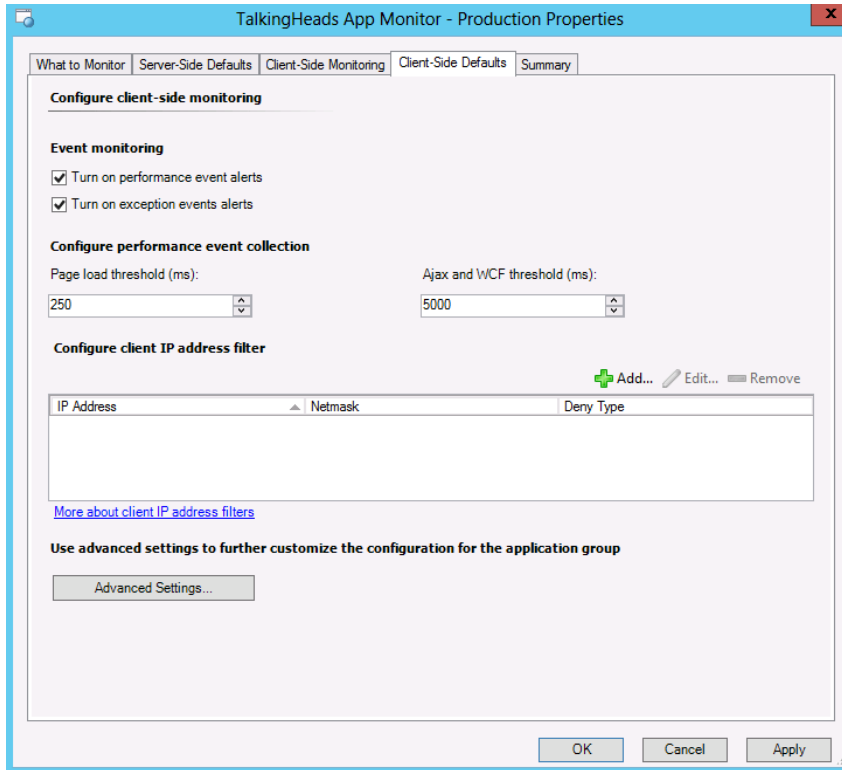 TalkingHeads App Monitor - Production Properties
x
What to Monitor Server-Side Defaults Client-Side Monitoring Client-Side Defaults Summary
Configure client-side monitoring
Event monitoring
Turn on performance event alerts
Turn on exception events alerts
Configure performance event collection
Page load threshold (ms): Ajax and WCF threshold (ms):
250 5000
Configure client IP address filter
Add... Edit... Remove
IP Address Netmask Deny Type
More about client IP address filters
Use advanced settings to further customize the configuration for the application group
Advanced Settings...
OK Cancel Apply